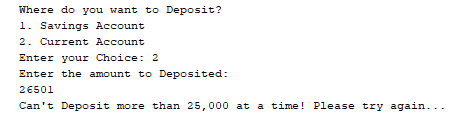 Where do you want to Deposit?
1. Savings Account
2. Current Account
Enter your Choice: 2
Enter the amount to Deposited:
26501
Can't Deposit more than 25,000 at a time! Please try again...